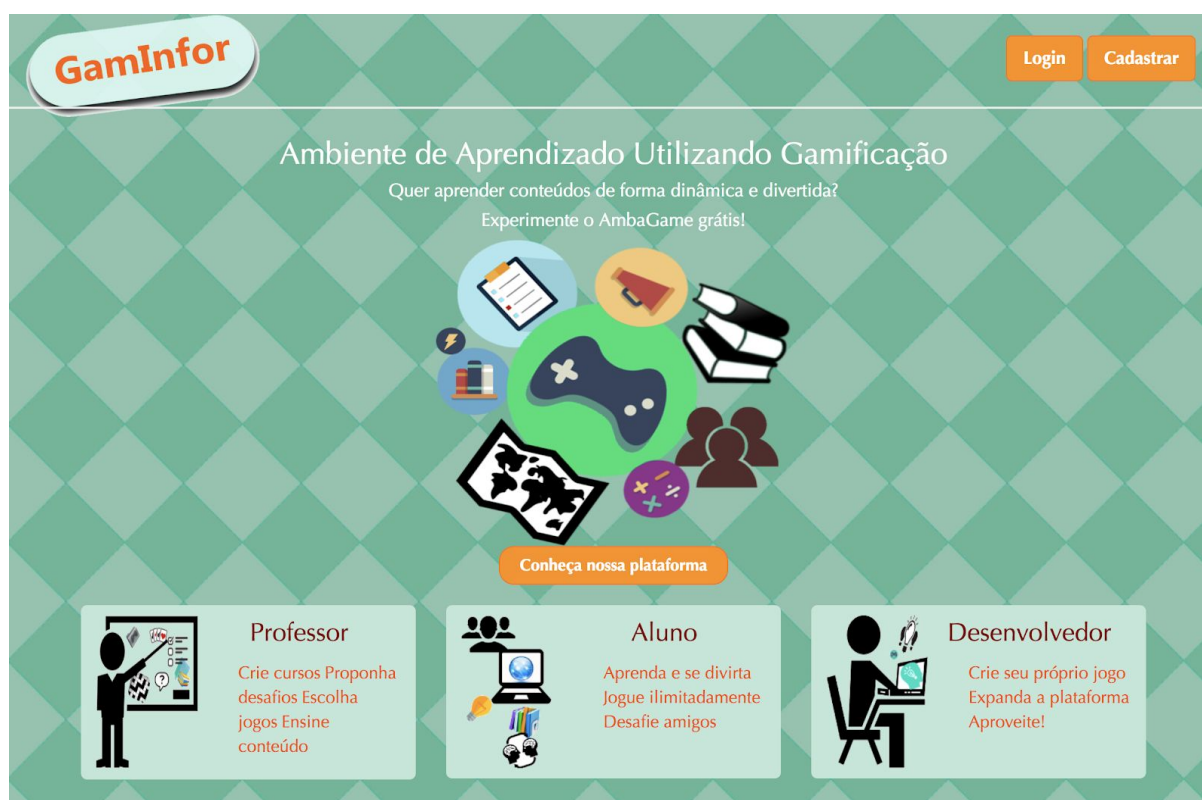 GamInfor
Login
Cadastrar
Ambiente de Aprendizado Utilizando Gamificação
Quer aprender conteúdos de forma dinâmica e divertida?
Experimente o AmbaGame grátis!
Conheça nossa plataforma
Professor
Crie cursos Proponha
desafios Escolha
jogos Ensine
conteúdo
Aluno
Aprenda e se divirta
Jogue ilimitadamente
Desafie amigos
Desenvolvedor
Crie seu próprio jogo
Expanda a plataforma
Aproveite!